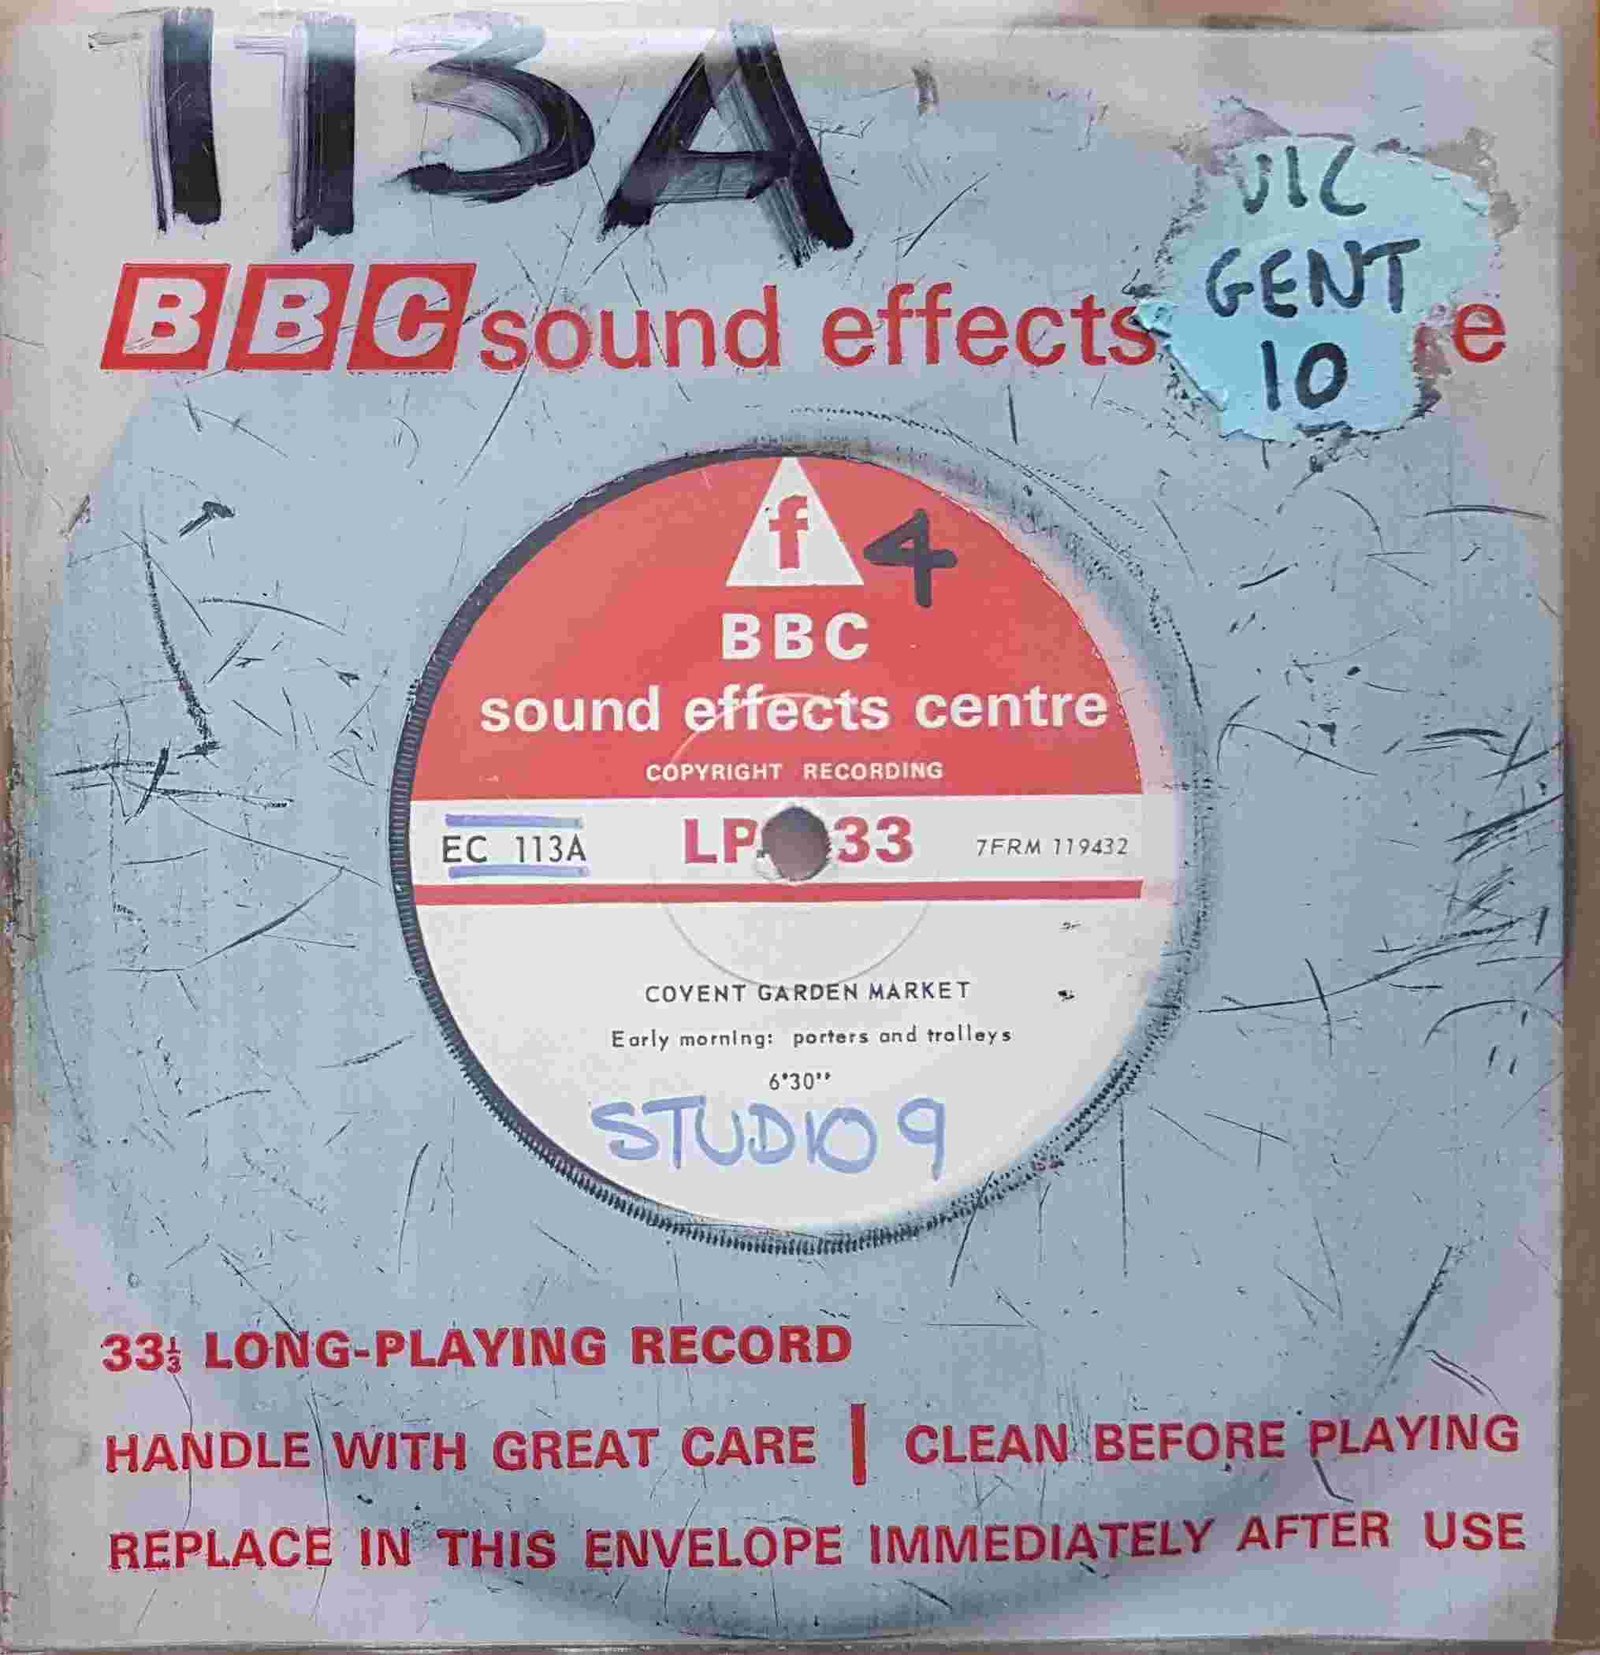 113A
VIC
GENT
10
BBC sound effects e
f 4
BBC
sound effects centre
COPYRIGHT RECORDING
EC 113A LP 33 7FRM 119432
COVENT GARDEN MARKET
Early morning: porters and trolleys
6'30''
STUDIO 9
33⅓ LONG-PLAYING RECORD
HANDLE WITH GREAT CARE | CLEAN BEFORE PLAYING
REPLACE IN THIS ENVELOPE IMMEDIATELY AFTER USE